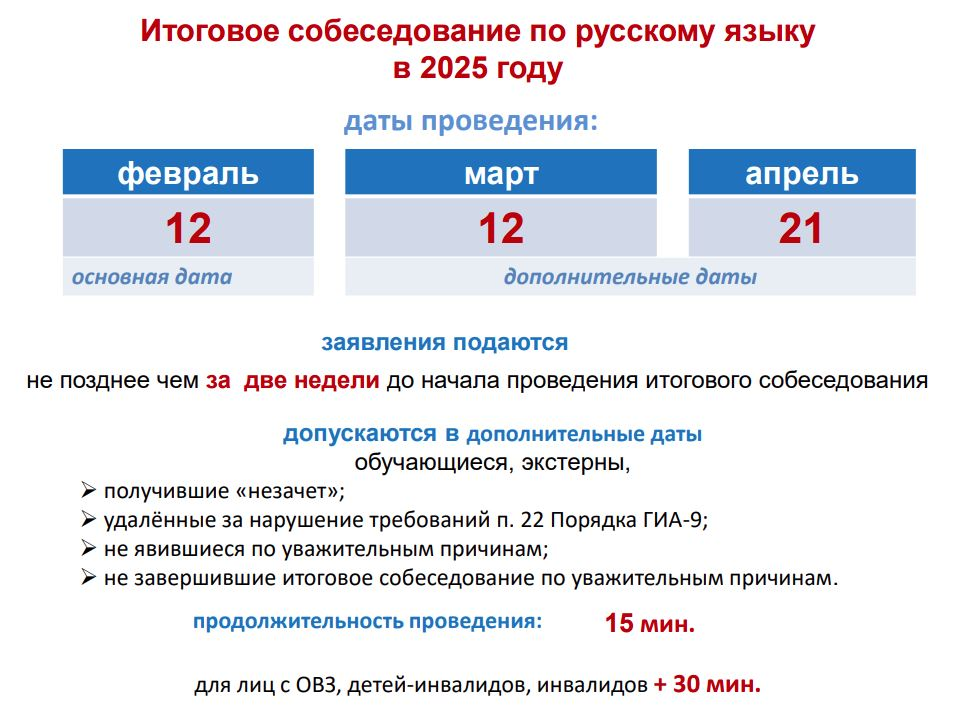 Итоговое собеседование по русскому языку
в 2025 году
даты проведения:
февраль март апрель
12 12 21
основная дата дополнительные даты
заявления подаются
не позднее чем за две недели до начала проведения итогового собеседования
допускаются в дополнительные даты
обучающиеся, экстерны,
➢ получившие «незачет»;
➢ удалённые за нарушение требований п. 22 Порядка ГИА-9;
➢ не явившиеся по уважительным причинам;
➢ не завершившие итоговое собеседование по уважительным причинам.
продолжительность проведения: 15 мин.
для лиц с ОВЗ, детей-инвалидов, инвалидов + 30 мин.